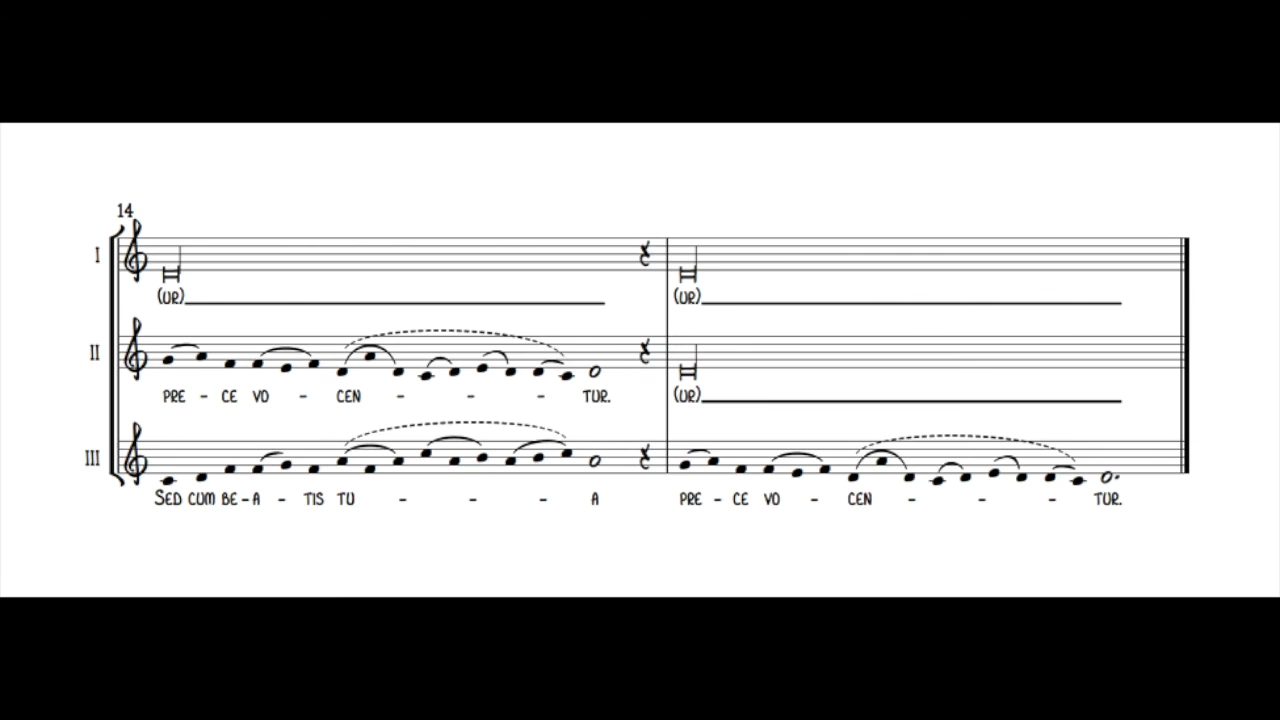 14
I
(UR) (UR)
II
PRE - CE VO - CEN - - - TUR. (UR)
III
SED CUM BE - A - TIS TU - - - A PRE - CE VO - CEN - - - TUR.